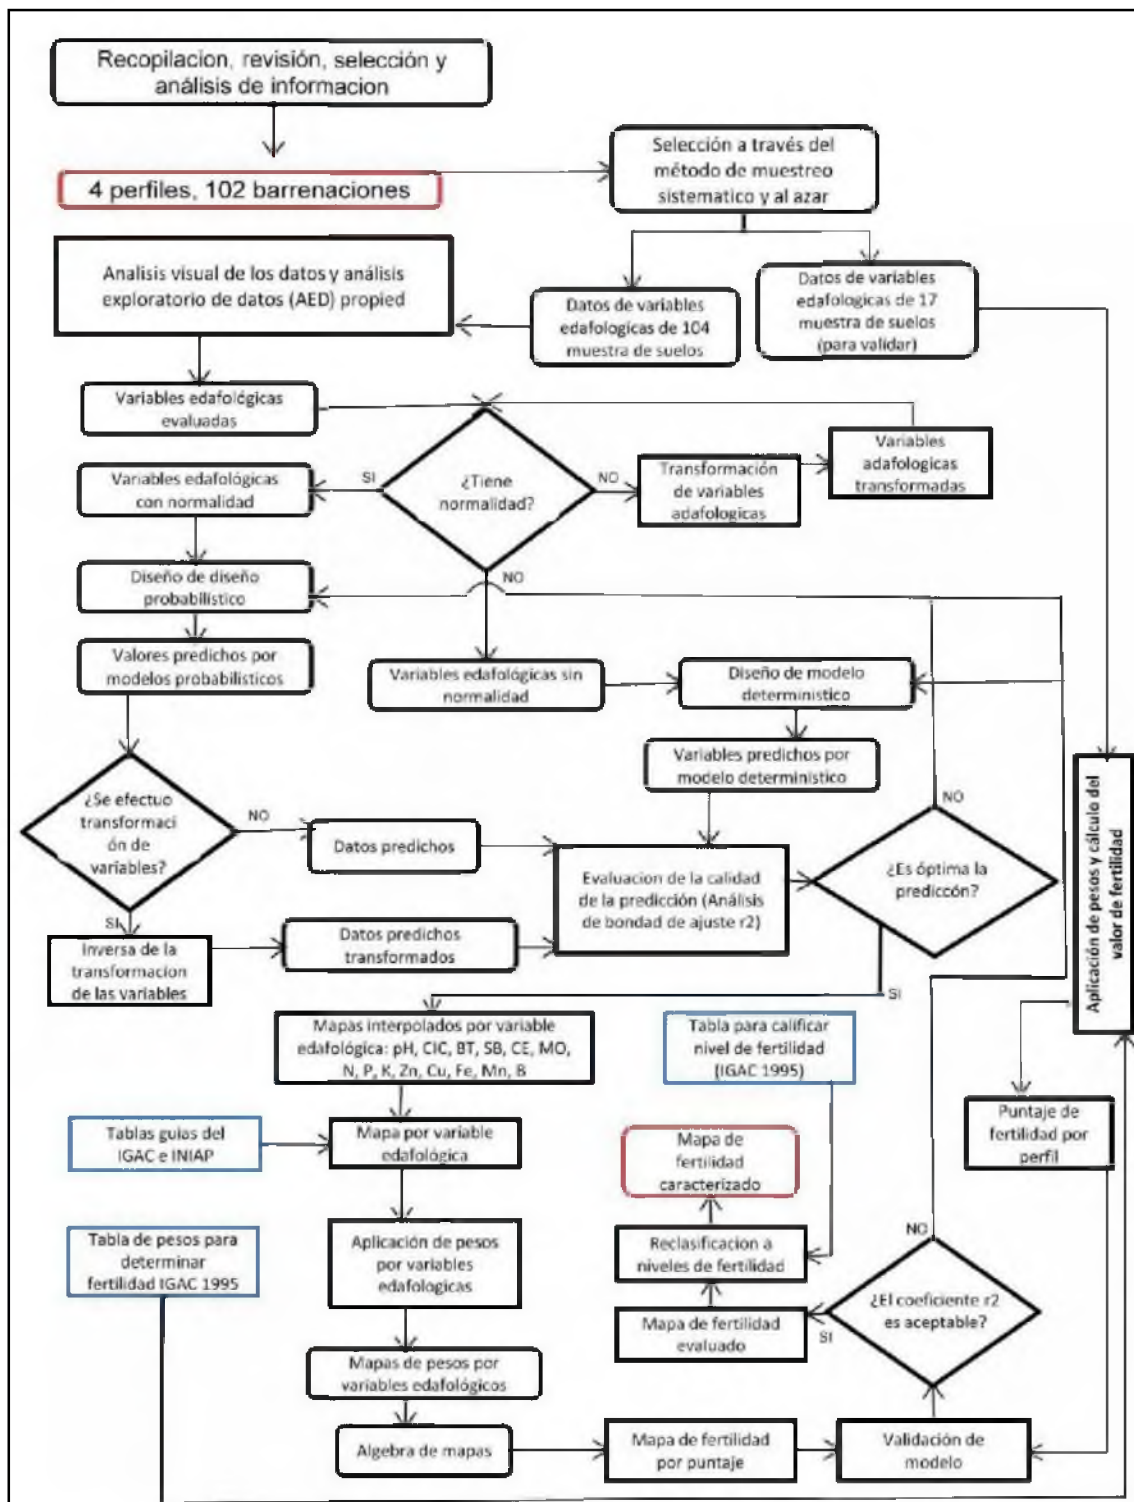 Recopilacion, revisión, selección y
análisis de informacion
4 perfiles, 102 barrenaciones
Selección a través del
método de muestreo
sistematico y al azar
Analisis visual de los datos y análisis
exploratorio de datos (AED) propied
Datos de variables
edafologicas de 104
muestra de suelos
Datos de variables
edafologicas de 17
muestra de suelos
(para validar)
Variables edafológicas
evaluadas
¿Tiene
normalidad?
SI
NO
NO
Variables edafológicas
con normalidad
Transformación
de variables
adafologicas
Variables
adafologicas
transformadas
Diseño de diseño
probabilístico
Valores predichos por
modelos probabilísticos
Variables edafológicas sin
normalidad
Diseño de modelo
deterministico
Variables predichos por
modelo deterministico
¿Se efectuo
transformaci
ón de
variables?
NO
SI
Datos predichos
Evaluacion de la calidad
de la predicción (Análisis
de bondad de ajuste r2)
¿Es óptima la
prediccón?
NO
SI
Aplicación de pesos y cálculo del
valor de fertilidad
Inversa de la
transformacion
de las variables
Datos predichos
transformados
Mapas interpolados por variable
edafológica: pH, CIC, BT, SB, CE, MO,
N, P, K, Zn, Cu, Fe, Mn, B
Tabla para calificar
nivel de fertilidad
(IGAC 1995)
Puntaje de
fertilidad por
perfil
Tablas guias del
IGAC e INIAP
Mapa por variable
edafológica
Mapa de
fertilidad
caracterizado
Tabla de pesos para
determinar
fertilidad IGAC 1995
Aplicación de pesos
por variables
edafologicas
Reclasificacion a
niveles de fertilidad
NO
¿El coeficiente r2
es aceptable?
SI
Mapa de fertilidad
evaluado
Mapas de pesos por
variables edafológicos
Algebra de mapas
Mapa de fertilidad
por puntaje
Validación de
modelo